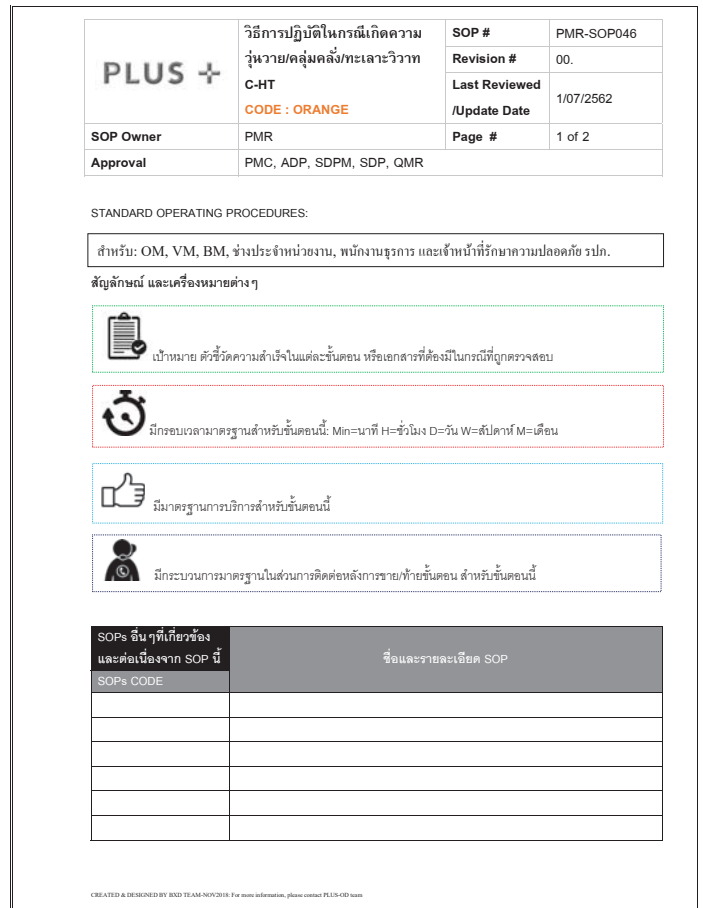 PLUS +
วิธีการปฏิบัติในกรณีเกิดความ
วุ่นวาย/คลุ่มคลั่ง/ทะเลาะวิวาท
C-HT
CODE : ORANGE
SOP #
PMR-SOP046
Revision #
00.
Last Reviewed
/Update Date
1/07/2562
SOP Owner
PMR
Page #
1 of 2
Approval
PMC, ADP, SDPM, SDP, QMR
STANDARD OPERATING PROCEDURES:
สำหรับ: OM, VM, BM, ช่างประจำหน่วยงาน, พนักงานธุรการ และเจ้าหน้าที่รักษาความปลอดภัย รปภ.
สัญลักษณ์ และเครื่องหมายต่างๆ
เป้าหมาย ตัวชี้วัดความสำเร็จในแต่ละขั้นตอน หรือเอกสารที่ต้องมีในกรณีที่ถูกตรวจสอบ
มีกรอบเวลามาตรฐานสำหรับขั้นตอนนี้: Min=นาที H=ชั่วโมง D=วัน W=สัปดาห์ M=เดือน
มีมาตรฐานการบริการสำหรับขั้นตอนนี้
มีกระบวนการมาตรฐานในส่วนการติดต่อหลังการขาย/ท้ายขั้นตอน สำหรับขั้นตอนนี้
SOPs อื่นๆที่เกี่ยวข้อง
และต่อเนื่องจาก SOP นี้
SOPs CODE
ชื่อและรายละเอียด SOP
CREATED & DESIGNED BY BXD TEAM-NOV2018: For more information, please contact PLUS-OD team